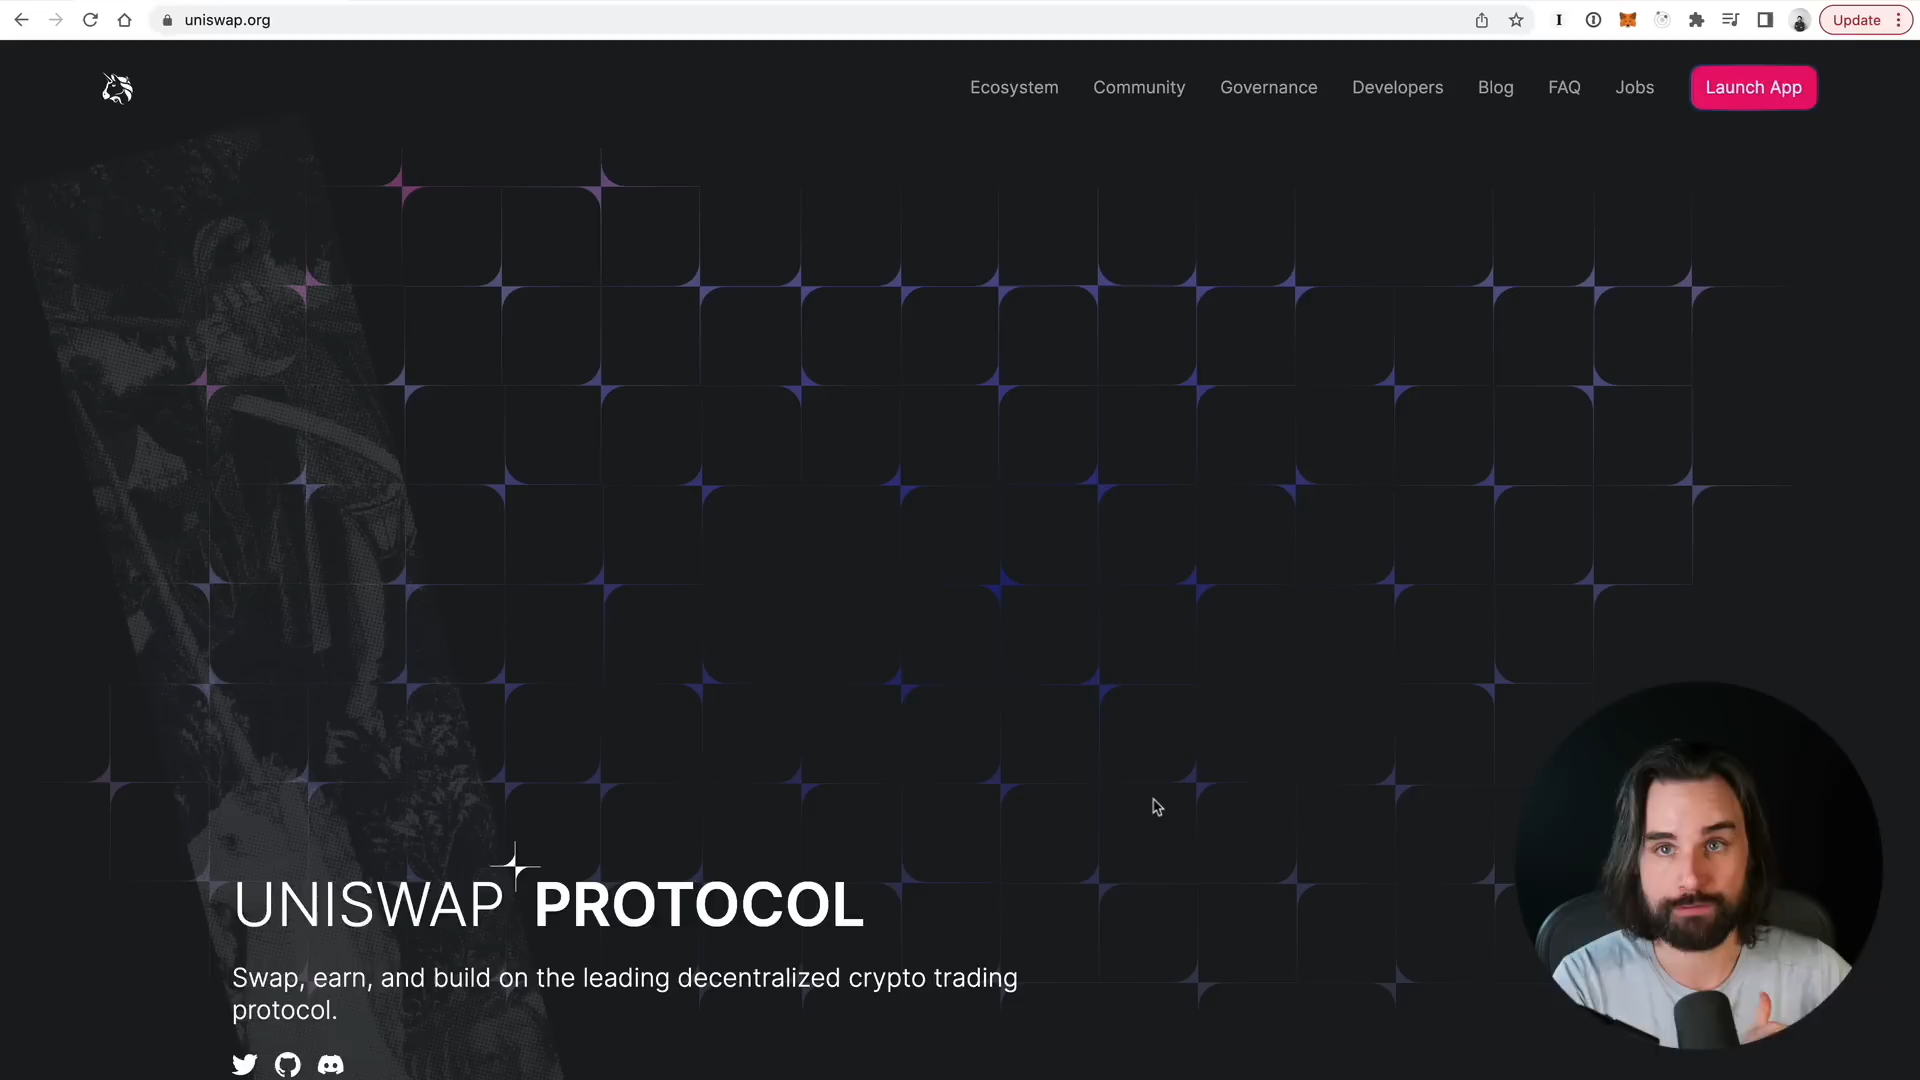 uniswap.org
Update
Ecosystem
Community
Governance
Developers
Blog
FAQ
Jobs
Launch App
UNISWAP PROTOCOL
Swap, earn, and build on the leading decentralized crypto trading
protocol.